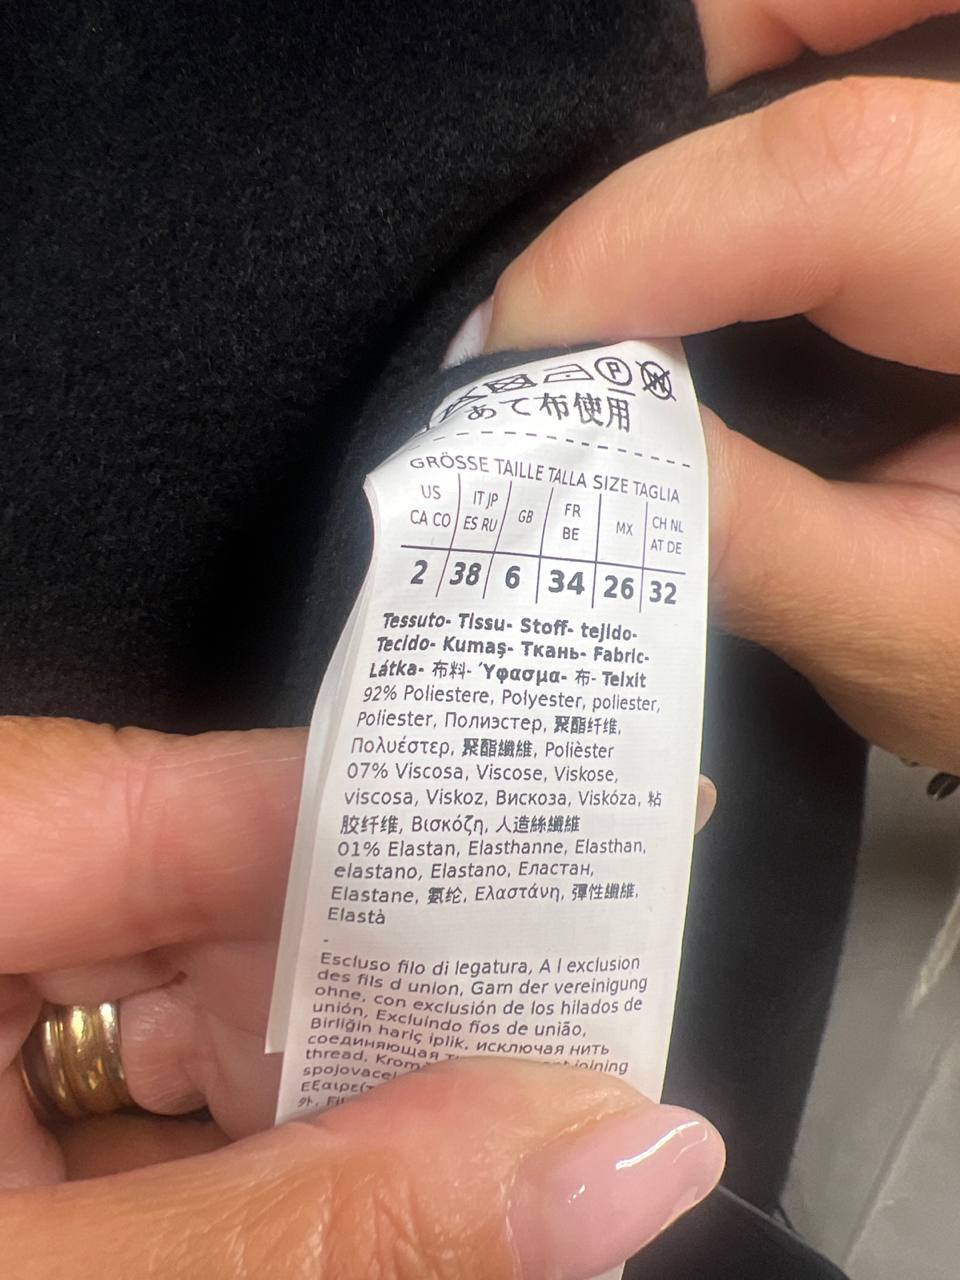 P W
あて布使用
GRÖSSE TAILLE TALLA SIZE TAGLIA
US CA CO | IT JP ES RU | GB | FR BE | MX | CH NL AT DE
2 | 38 | 6 | 34 | 26 | 32
Tessuto- Tissu- Stoff- tejido-
Tecido- Kumaş- Ткань- Fabric-
Látka- 布料- Ύφασμα- 布- Teixit
92% Poliestere, Polyester, poliester,
Poliester, Полиэстер, 聚酯纤维,
Πολυέστερ, 聚酯纖維, Polièster
07% Viscosa, Viscose, Viskose,
viscosa, Viskoz, Вискоза, Viskóza, 粘
胶纤维, Βισκόζη, 人造絲纖維
01% Elastan, Elasthanne, Elasthan,
elastano, Elastano, Еластан,
Elastane, 氨纶, Ελαστάνη, 彈性纖維,
Elastà
-
Escluso filo di legatura, A l exclusion
des fils d union, Garn der vereinigung
ohne, con exclusión de los hilados de
unión, Excluindo fios de união,
Birliğin hariç iplik, исключая нить
соединяющая joining
thread, Krom
spojovacel
Εξαιρε(
外, Fil